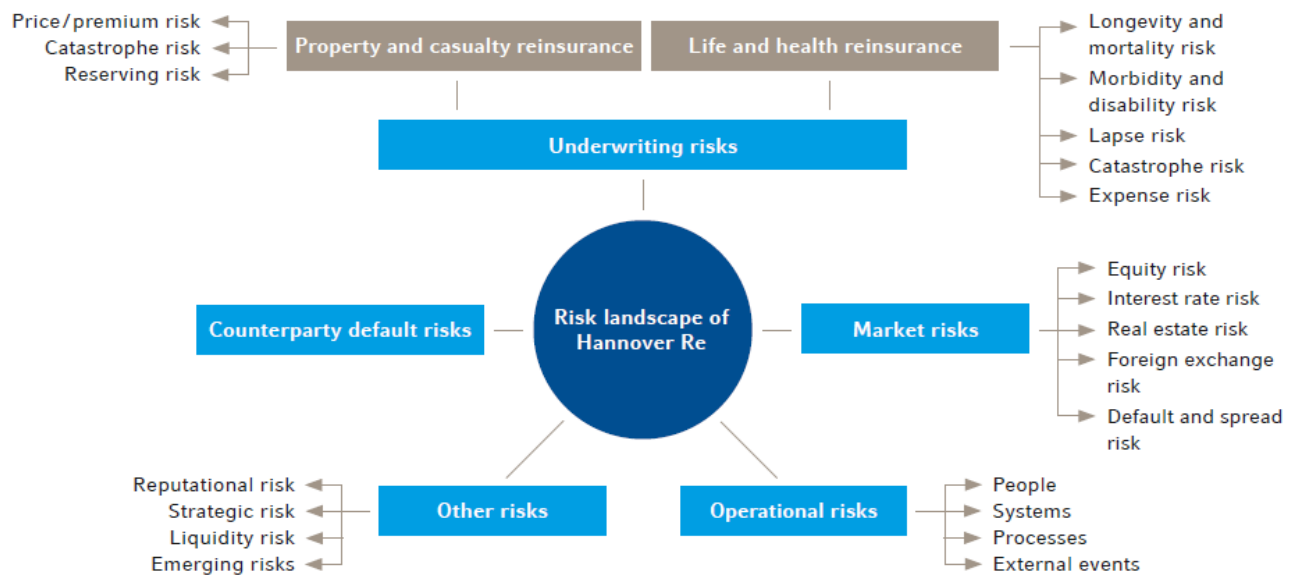 Price/premium risk
Catastrophe risk
Reserving risk
Property and casualty reinsurance
Life and health reinsurance
Longevity and
mortality risk
Morbidity and
disability risk
Lapse risk
Catastrophe risk
Expense risk
Underwriting risks
Counterparty default risks
Risk landscape of
Hannover Re
Market risks
Equity risk
Interest rate risk
Real estate risk
Foreign exchange
risk
Default and spread
risk
Reputational risk
Strategic risk
Liquidity risk
Emerging risks
Other risks
Operational risks
People
Systems
Processes
External events